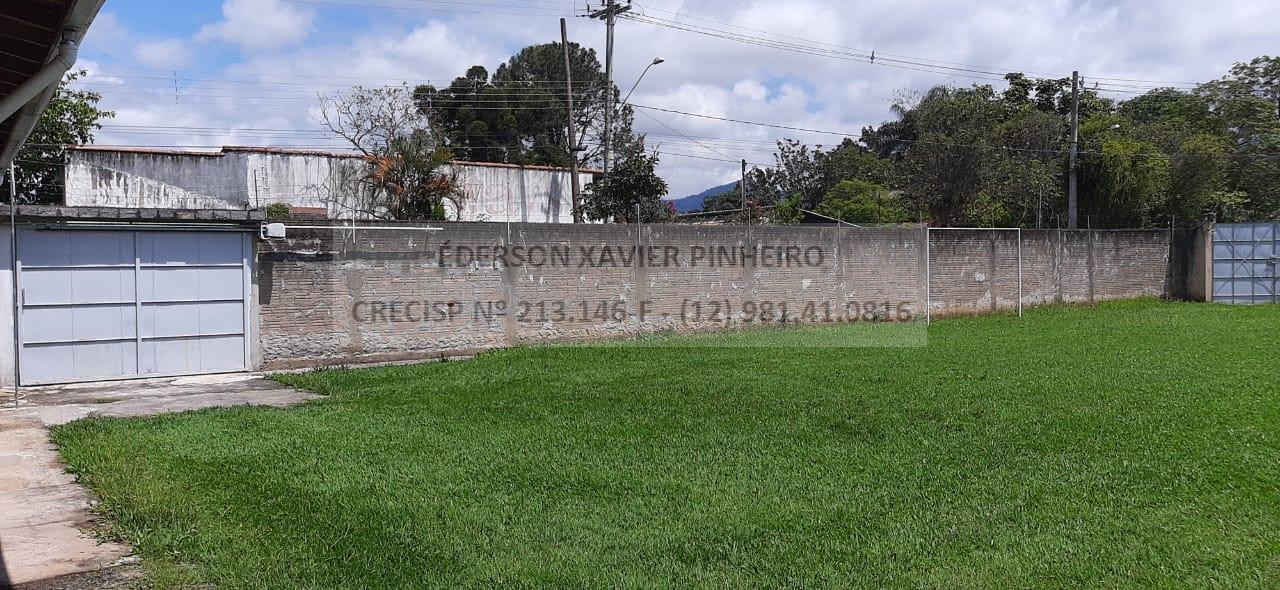 ÉDERSON XAVIER PINHEIRO
CRECISP Nº 213.146-F - (12) 981.41.0816